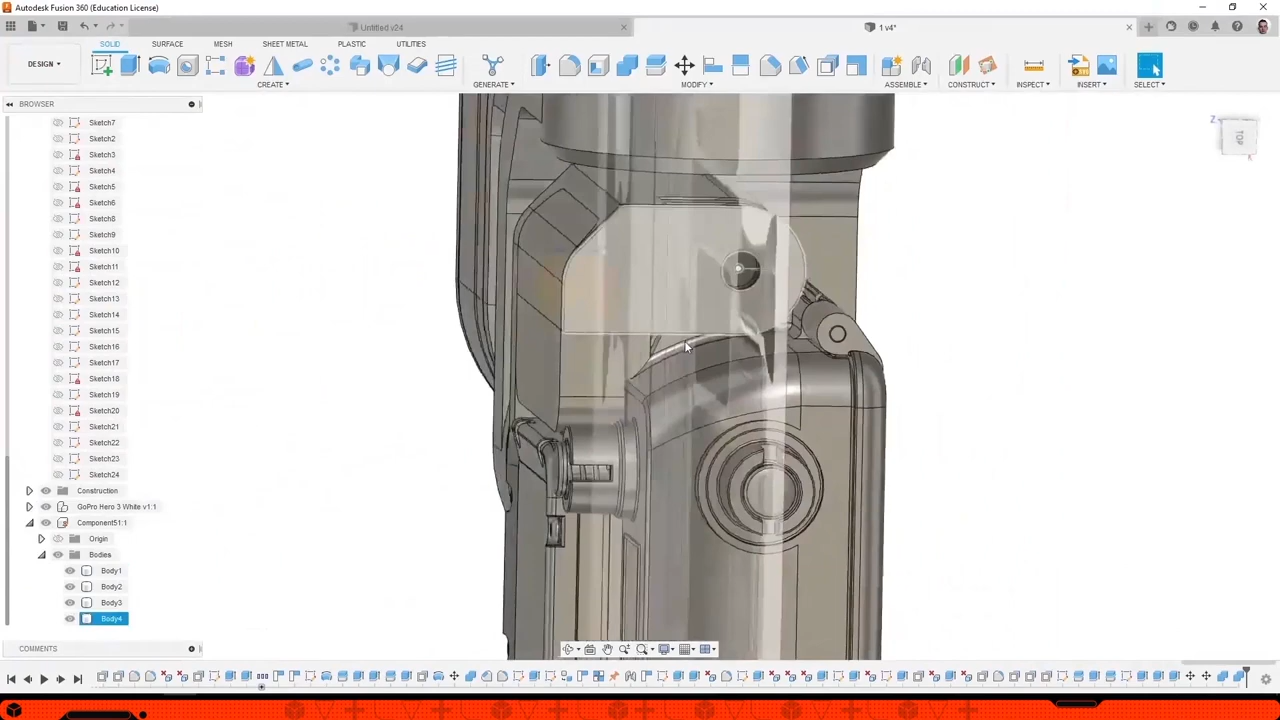 Autodesk Fusion 360 (Education License)
Untitled v24
1 v4*
SOLID SURFACE MESH SHEET METAL PLASTIC UTILITIES
DESIGN
CREATE GENERATE MODIFY ASSEMBLE CONSTRUCT INSPECT INSERT SELECT
BROWSER
Sketch7
Sketch2
Sketch3
Sketch4
Sketch5
Sketch6
Sketch8
Sketch9
Sketch10
Sketch11
Sketch12
Sketch13
Sketch14
Sketch15
Sketch16
Sketch17
Sketch18
Sketch19
Sketch20
Sketch21
Sketch22
Sketch23
Sketch24
Construction
GoPro Hero 3 White v1:1
Component51:1
Origin
Bodies
Body1
Body2
Body3
Body4
COMMENTS
Z
TOP